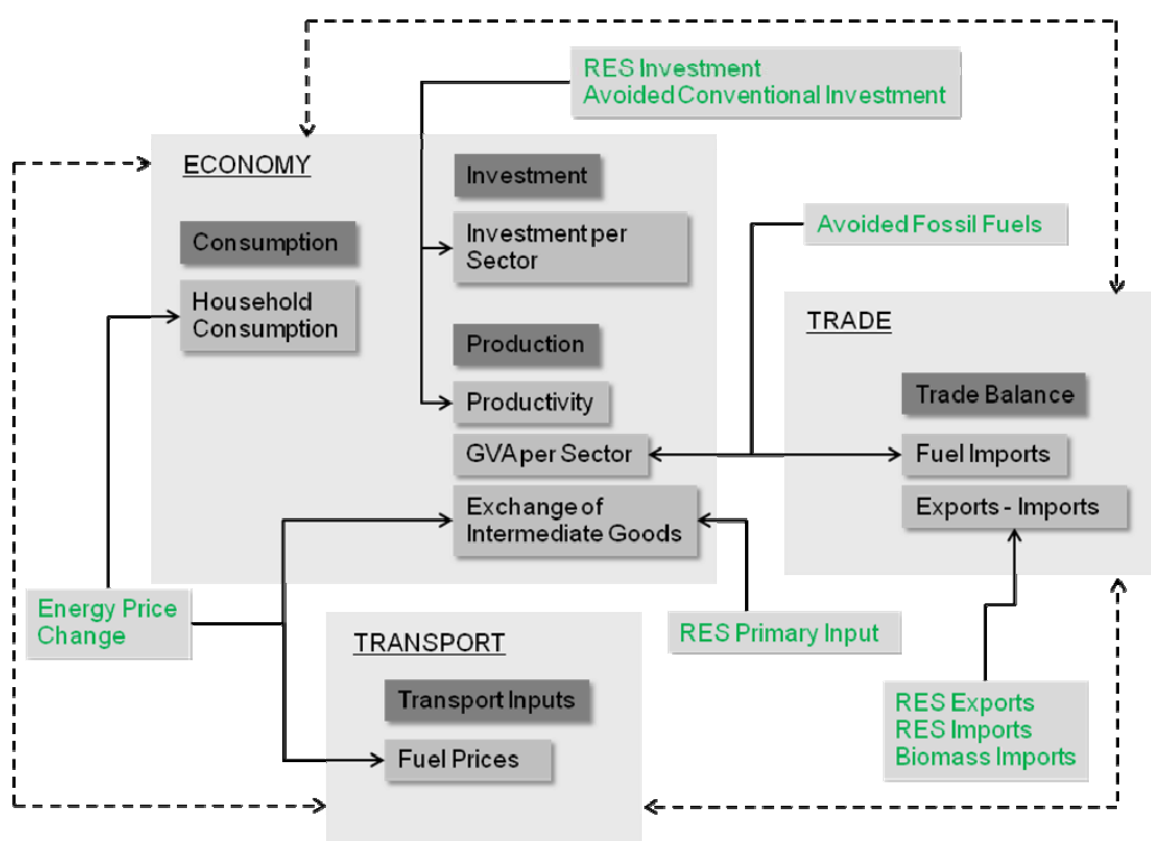 RES Investment
Avoided Conventional Investment
ECONOMY
Investment
Consumption
Investment per
Sector
Household
Consumption
Production
Productivity
GVA per Sector
Exchange of
Intermediate Goods
Avoided Fossil Fuels
TRADE
Trade Balance
Fuel Imports
Exports - Imports
Energy Price
Change
TRANSPORT
Transport Inputs
Fuel Prices
RES Primary Input
RES Exports
RES Imports
Biomass Imports